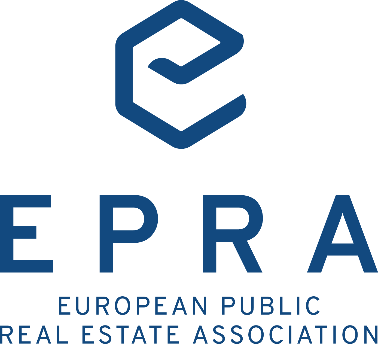 EPRA
EUROPEAN PUBLIC
REAL ESTATE ASSOCIATION